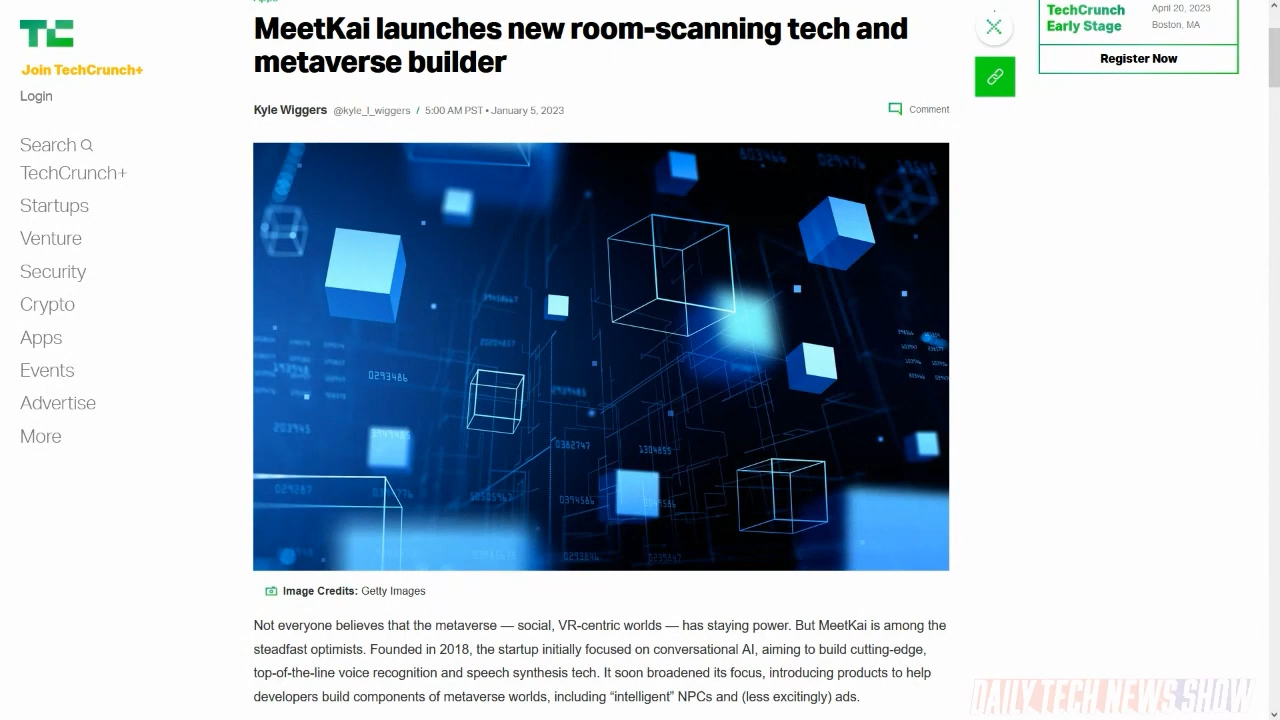 TC
Join TechCrunch+
Login
Search
TechCrunch+
Startups
Venture
Security
Crypto
Apps
Events
Advertise
More
MeetKai launches new room-scanning tech and
metaverse builder
Kyle Wiggers @kyle_l_wiggers / 5:00 AM PST • January 5, 2023
Comment
TechCrunch
Early Stage
April 20, 2023
Boston, MA
Register Now
0293486
0382747
1304855
0394586
Image Credits: Getty Images
Not everyone believes that the metaverse — social, VR-centric worlds — has staying power. But MeetKai is among the
steadfast optimists. Founded in 2018, the startup initially focused on conversational AI, aiming to build cutting-edge,
top-of-the-line voice recognition and speech synthesis tech. It soon broadened its focus, introducing products to help
developers build components of metaverse worlds, including “intelligent” NPCs and (less excitingly) ads.
DAILY TECH NEWS SHOW